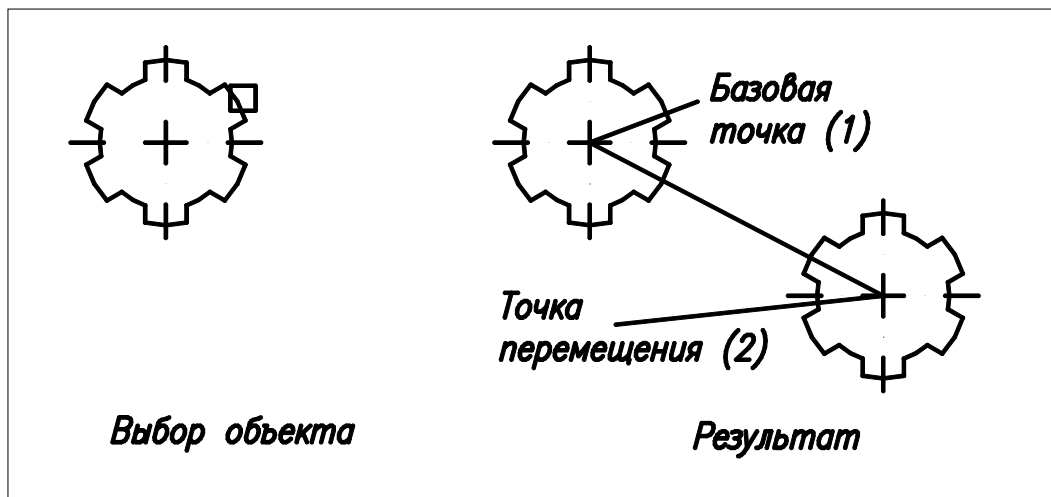 Базовая
точка (1)
Точка
перемещения (2)
Выбор объекта
Результат